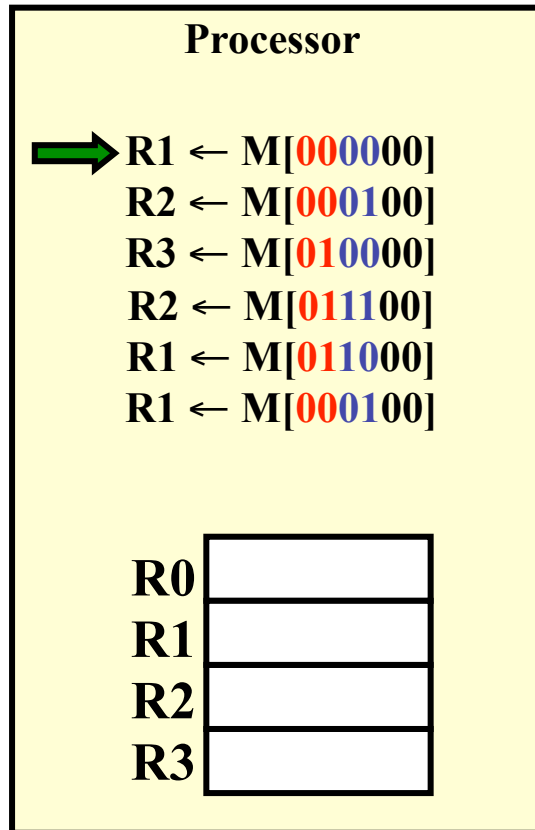 Processor
R1 ← M[000000]
R2 ← M[000100]
R3 ← M[010000]
R2 ← M[011100]
R1 ← M[011000]
R1 ← M[000100]
R0
R1
R2
R3